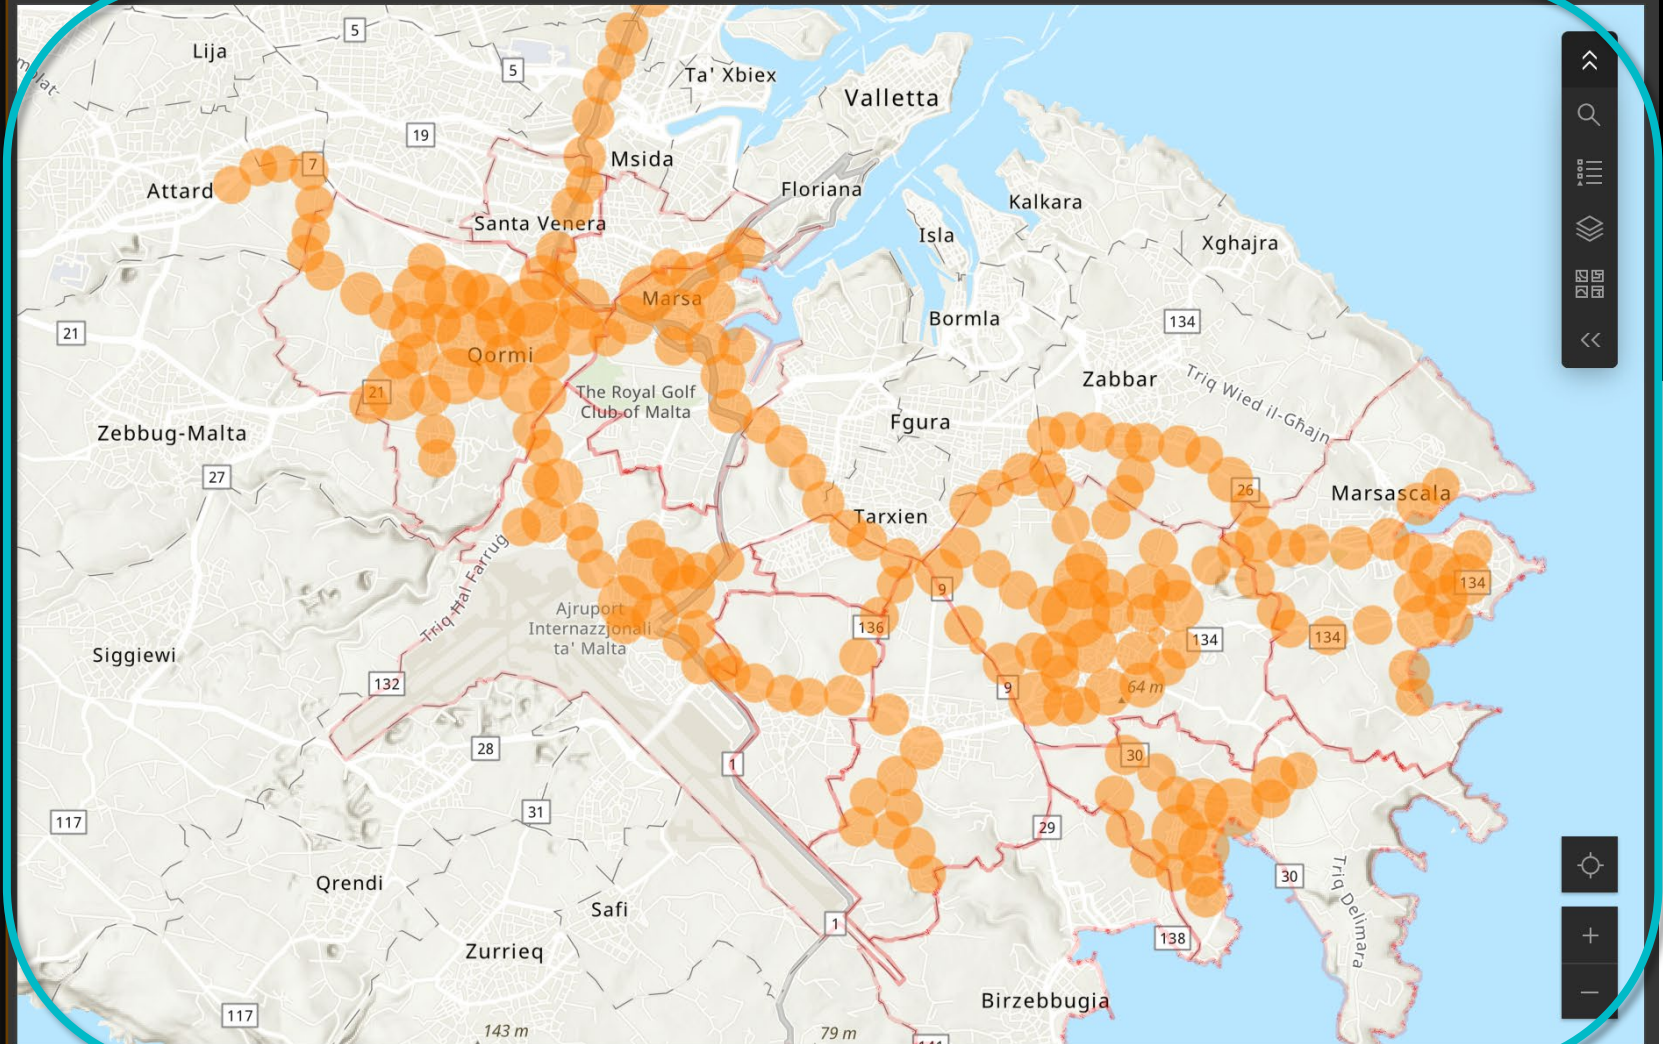 5
Lija
5
Ta' Xbiex
Valletta
19
Msida
7
Attard
Floriana
Kalkara
Santa Venera
Isla
Xghajra
Marsa
21
Bormla
134
Qormi
Zabbar
Triq Wied il-Għajn
21
The Royal Golf
Club of Malta
Fgura
Zebbug-Malta
27
26
Marsascala
Tarxien
Triq Ħal Farruġ
9
134
Ajruport
Internazzjonali
ta' Malta
136
134
134
Siggiewi
132
9
64 m
28
30
1
31
117
29
Qrendi
30
Triq Delimara
Safi
1
138
Zurrieq
Birzebbugia
117
143 m
79 m